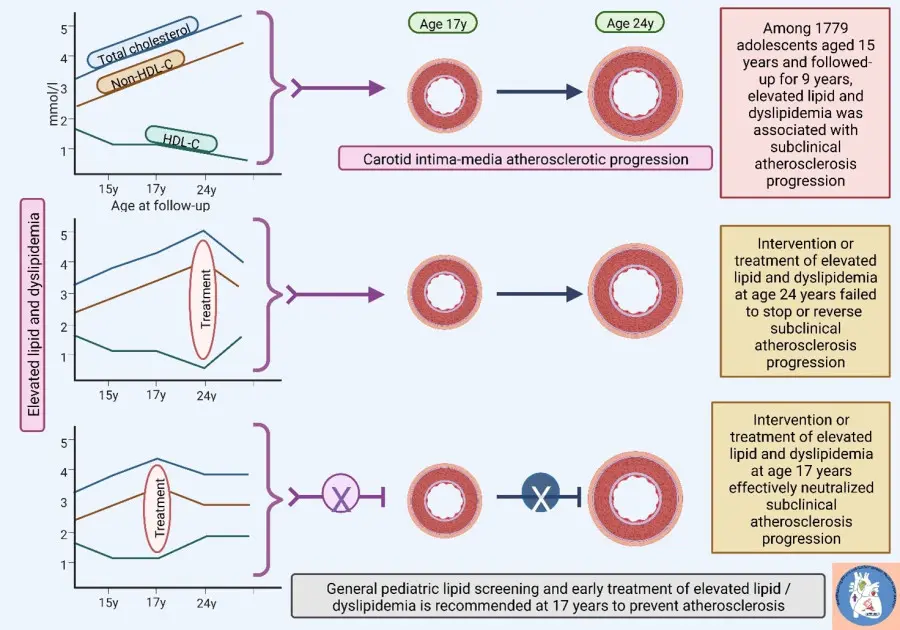 5
4
3
2
1
mmol/l
Total cholesterol
Non-HDL-C
HDL-C
15y 17y 24y
Age at follow-up
Age 17y
Age 24y
Carotid intima-media atherosclerotic progression
Among 1779
adolescents aged 15
years and followed-
up for 9 years,
elevated lipid and
dyslipidemia was
associated with
subclinical
atherosclerosis
progression
Elevated lipid and dyslipidemia
5
4
3
2
1
Treatment
15y 17y 24y
Intervention or
treatment of elevated
lipid and dyslipidemia
at age 24 years failed
to stop or reverse
subclinical
atherosclerosis
progression
5
4
3
2
1
Treatment
15y 17y 24y
X
X
Intervention or
treatment of elevated
lipid and dyslipidemia
at age 17 years
effectively neutralized
subclinical
atherosclerosis
progression
General pediatric lipid screening and early treatment of elevated lipid /
dyslipidemia is recommended at 17 years to prevent atherosclerosis